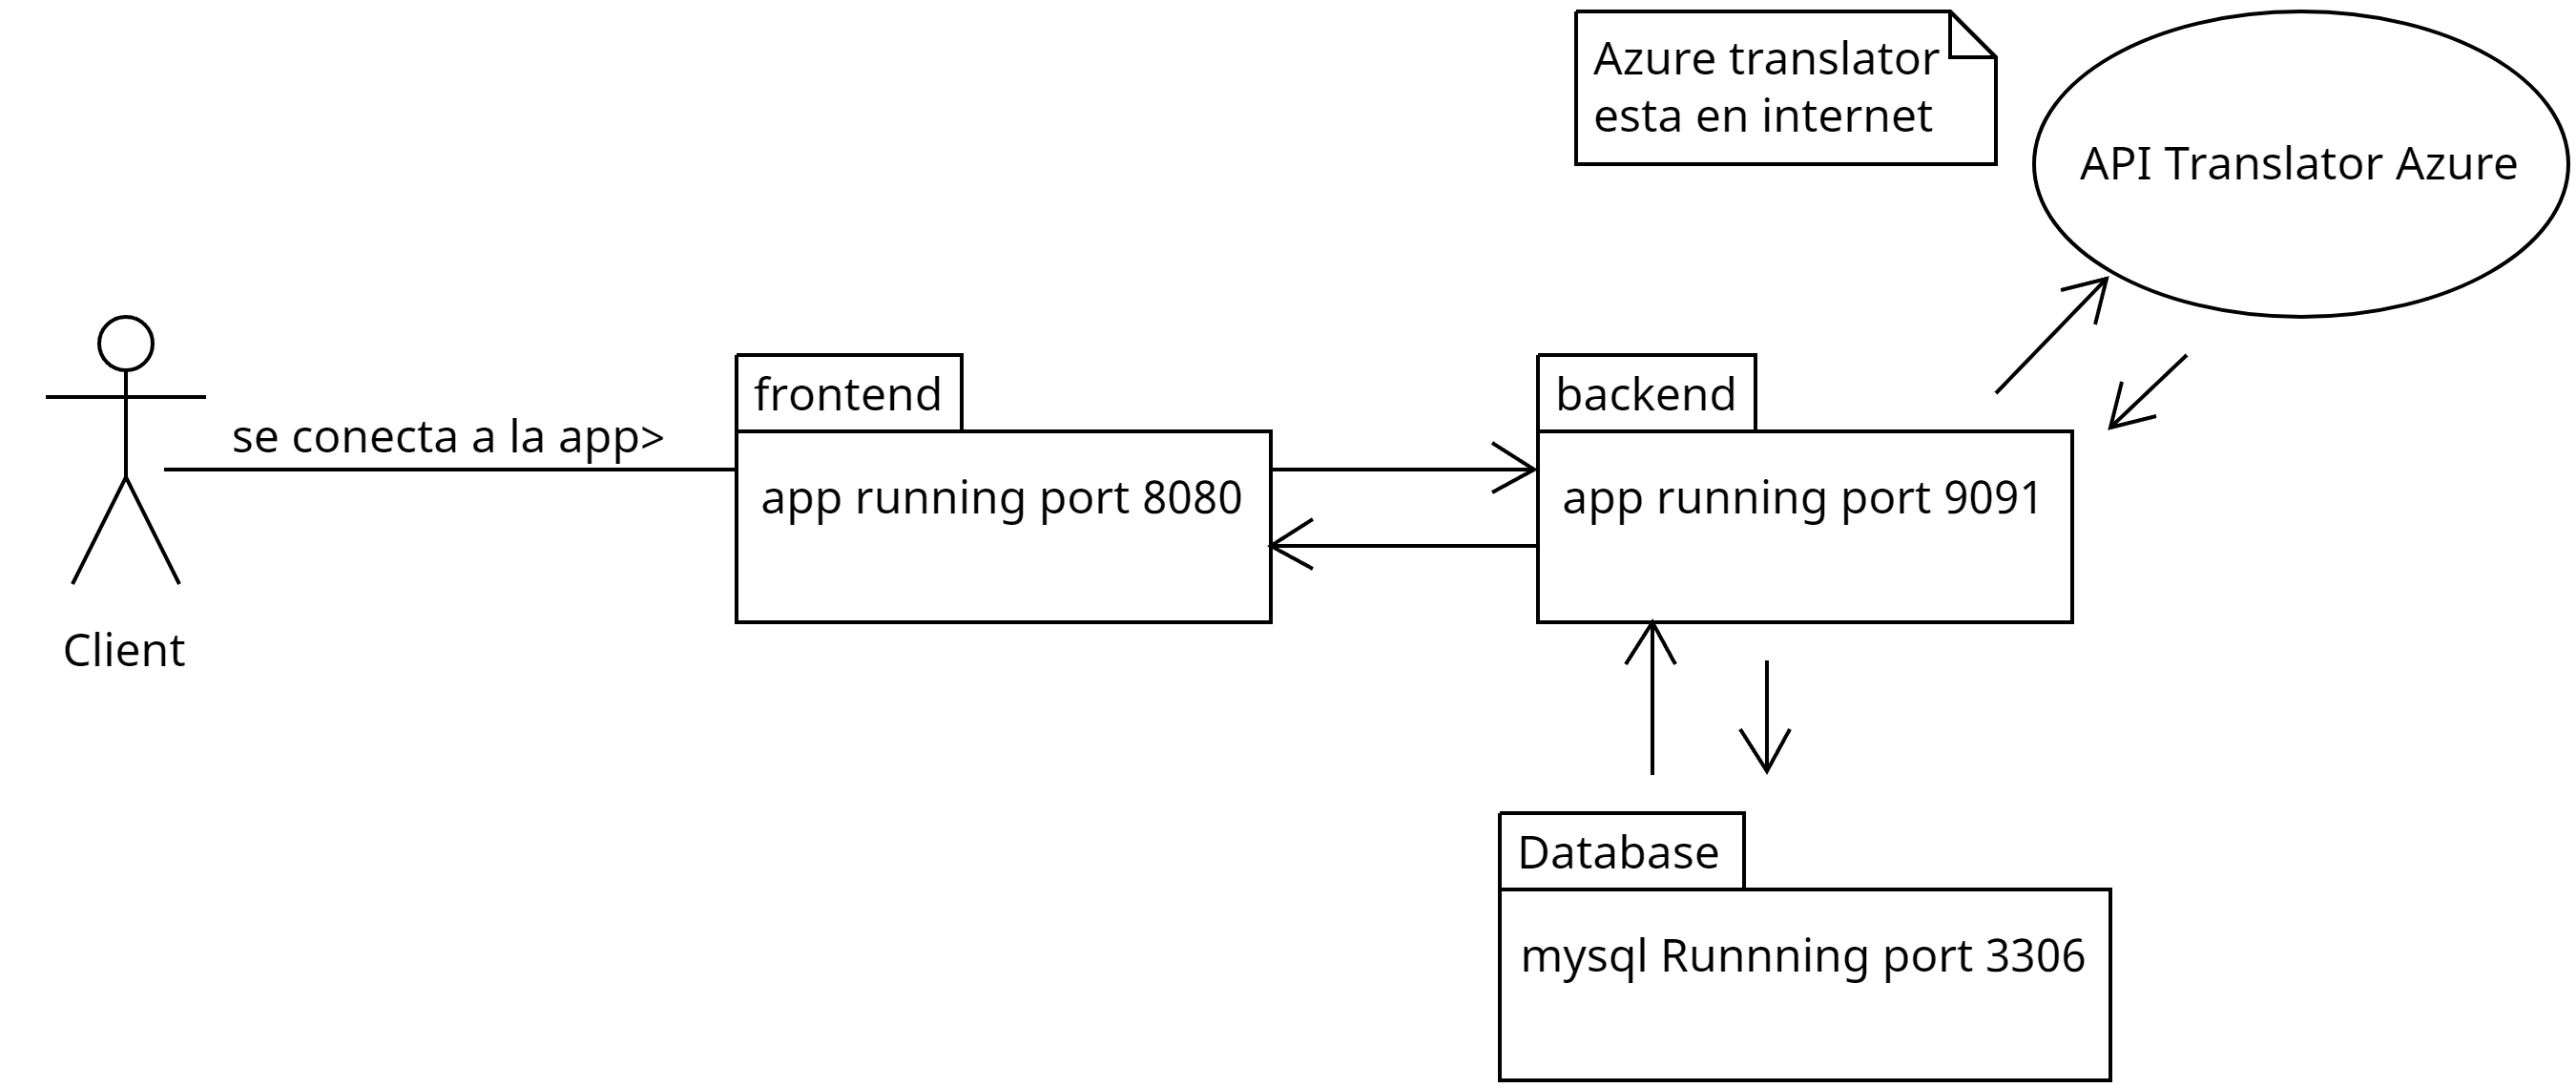 Azure translator
esta en internet
API Translator Azure
se conecta a la app>
Client
frontend
app running port 8080
backend
app running port 9091
Database
mysql Runnning port 3306